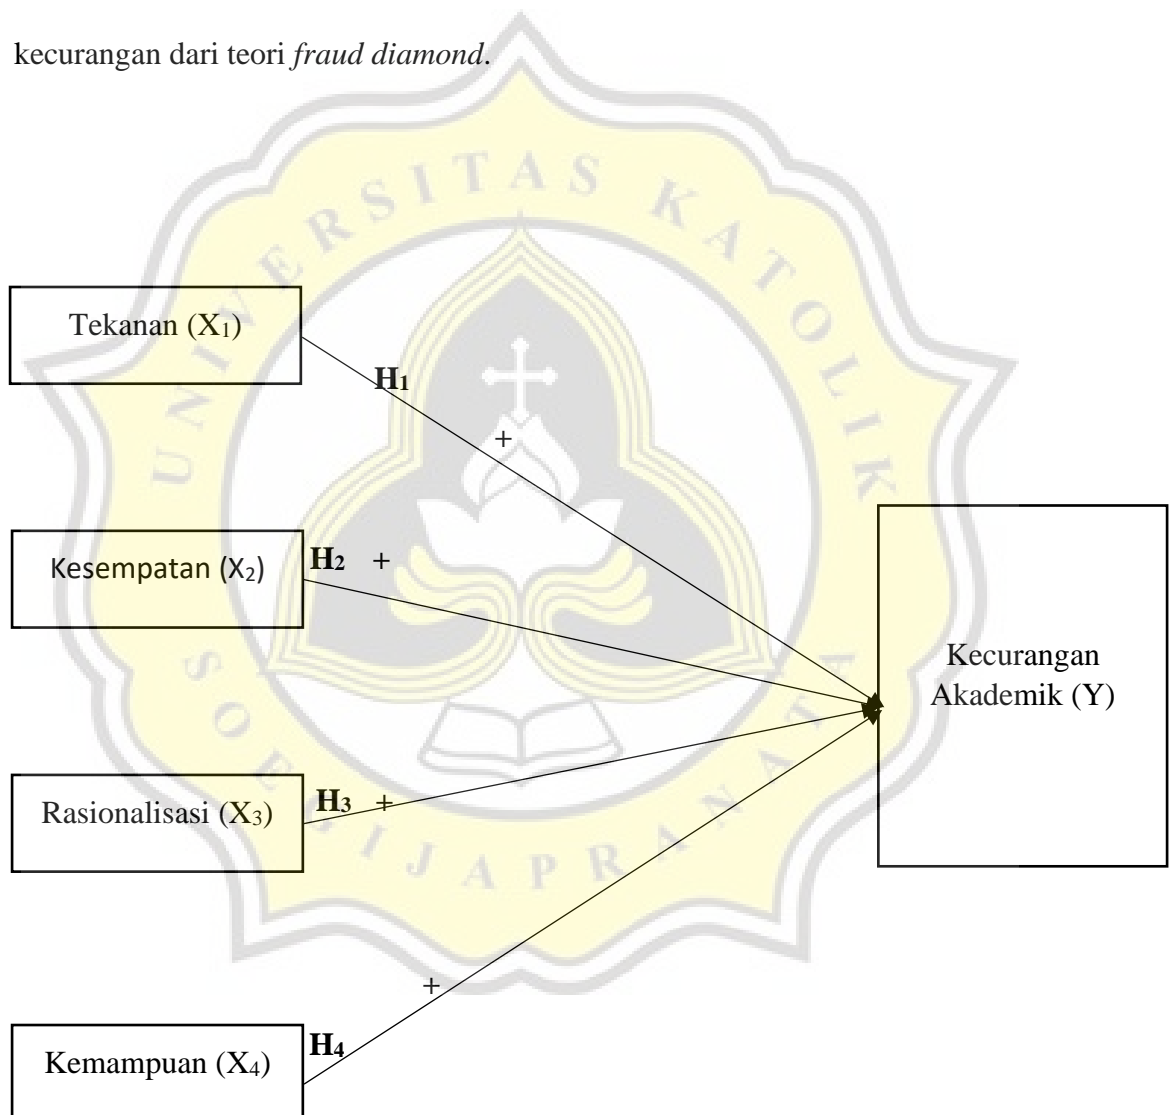 kecurangan dari teori fraud diamond.
UNIVERSITAS KATOLIK
Tekanan (X₁)
H₁
+
Kesempatan (X₂)
H₂ +
Kecurangan
Akademik (Y)
Rasionalisasi (X₃)
H₃ +
SOEGIJAPRANATA
+
Kemampuan (X₄)
H₄